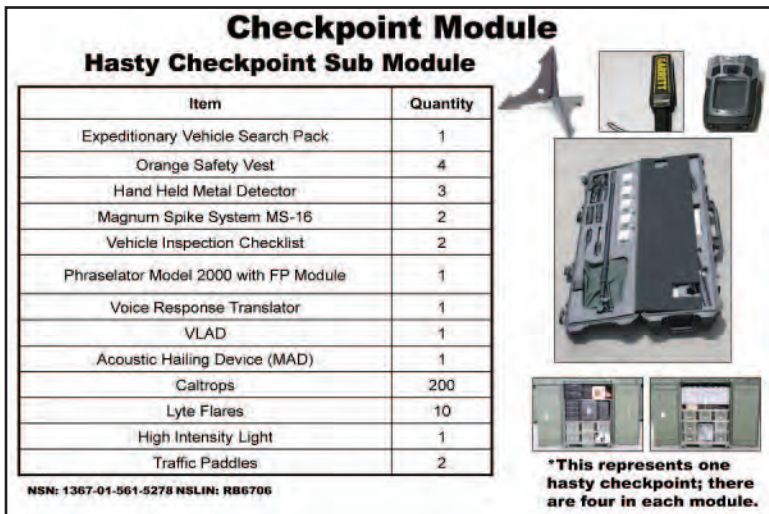 Checkpoint Module
Hasty Checkpoint Sub Module
Item Quantity
Expeditionary Vehicle Search Pack 1
Orange Safety Vest 4
Hand Held Metal Detector 3
Magnum Spike System MS-16 2
Vehicle Inspection Checklist 2
Phraselator Model 2000 with FP Module 1
Voice Response Translator 1
VLAD 1
Acoustic Hailing Device (MAD) 1
Caltrops 200
Lyte Flares 10
High Intensity Light 1
Traffic Paddles 2
NSN: 1367-01-561-5278 NSLIN: RB6706
GARRETT
*This represents one
hasty checkpoint; there
are four in each module.